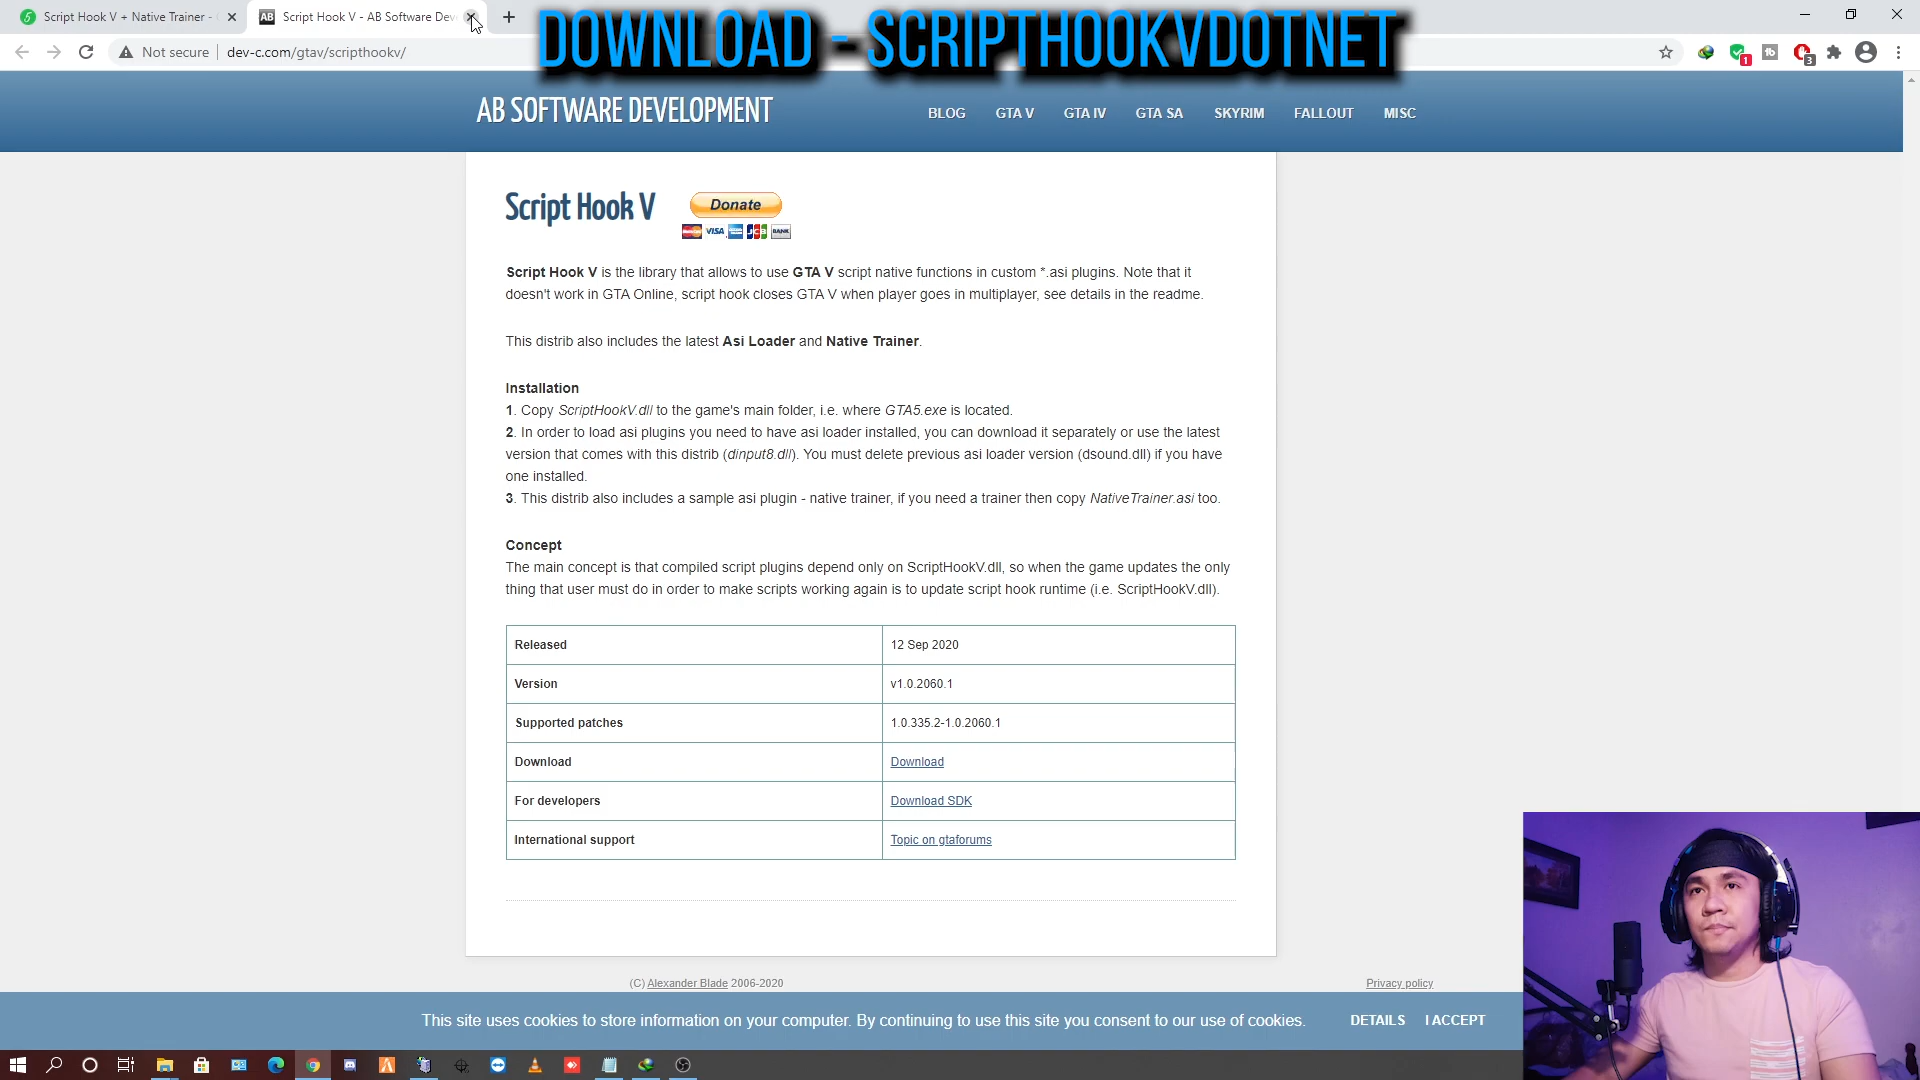 Script Hook V + Native Trainer -
AB Script Hook V - AB Software Dev
DOWNLOAD - SCRIPTHOOKVDOTNET
Not secure dev-c.com/gtav/scripthookv/
1
3
AB SOFTWARE DEVELOPMENT
BLOG GTA V GTA IV GTA SA SKYRIM FALLOUT MISC
Script Hook V
Donate
VISA JCB BANK
Script Hook V is the library that allows to use GTA V script native functions in custom *.asi plugins. Note that it
doesn't work in GTA Online, script hook closes GTA V when player goes in multiplayer, see details in the readme.
This distrib also includes the latest Asi Loader and Native Trainer.
Installation
1. Copy ScriptHookV.dll to the game's main folder, i.e. where GTA5.exe is located.
2. In order to load asi plugins you need to have asi loader installed, you can download it separately or use the latest
version that comes with this distrib (dinput8.dll). You must delete previous asi loader version (dsound.dll) if you have
one installed.
3. This distrib also includes a sample asi plugin - native trainer, if you need a trainer then copy NativeTrainer.asi too.
Concept
The main concept is that compiled script plugins depend only on ScriptHookV.dll, so when the game updates the only
thing that user must do in order to make scripts working again is to update script hook runtime (i.e. ScriptHookV.dll).
Released 12 Sep 2020
Version v1.0.2060.1
Supported patches 1.0.335.2-1.0.2060.1
Download Download
For developers Download SDK
International support Topic on gtaforums
(C) Alexander Blade 2006-2020
Privacy policy
This site uses cookies to store information on your computer. By continuing to use this site you consent to our use of cookies. DETAILS I ACCEPT